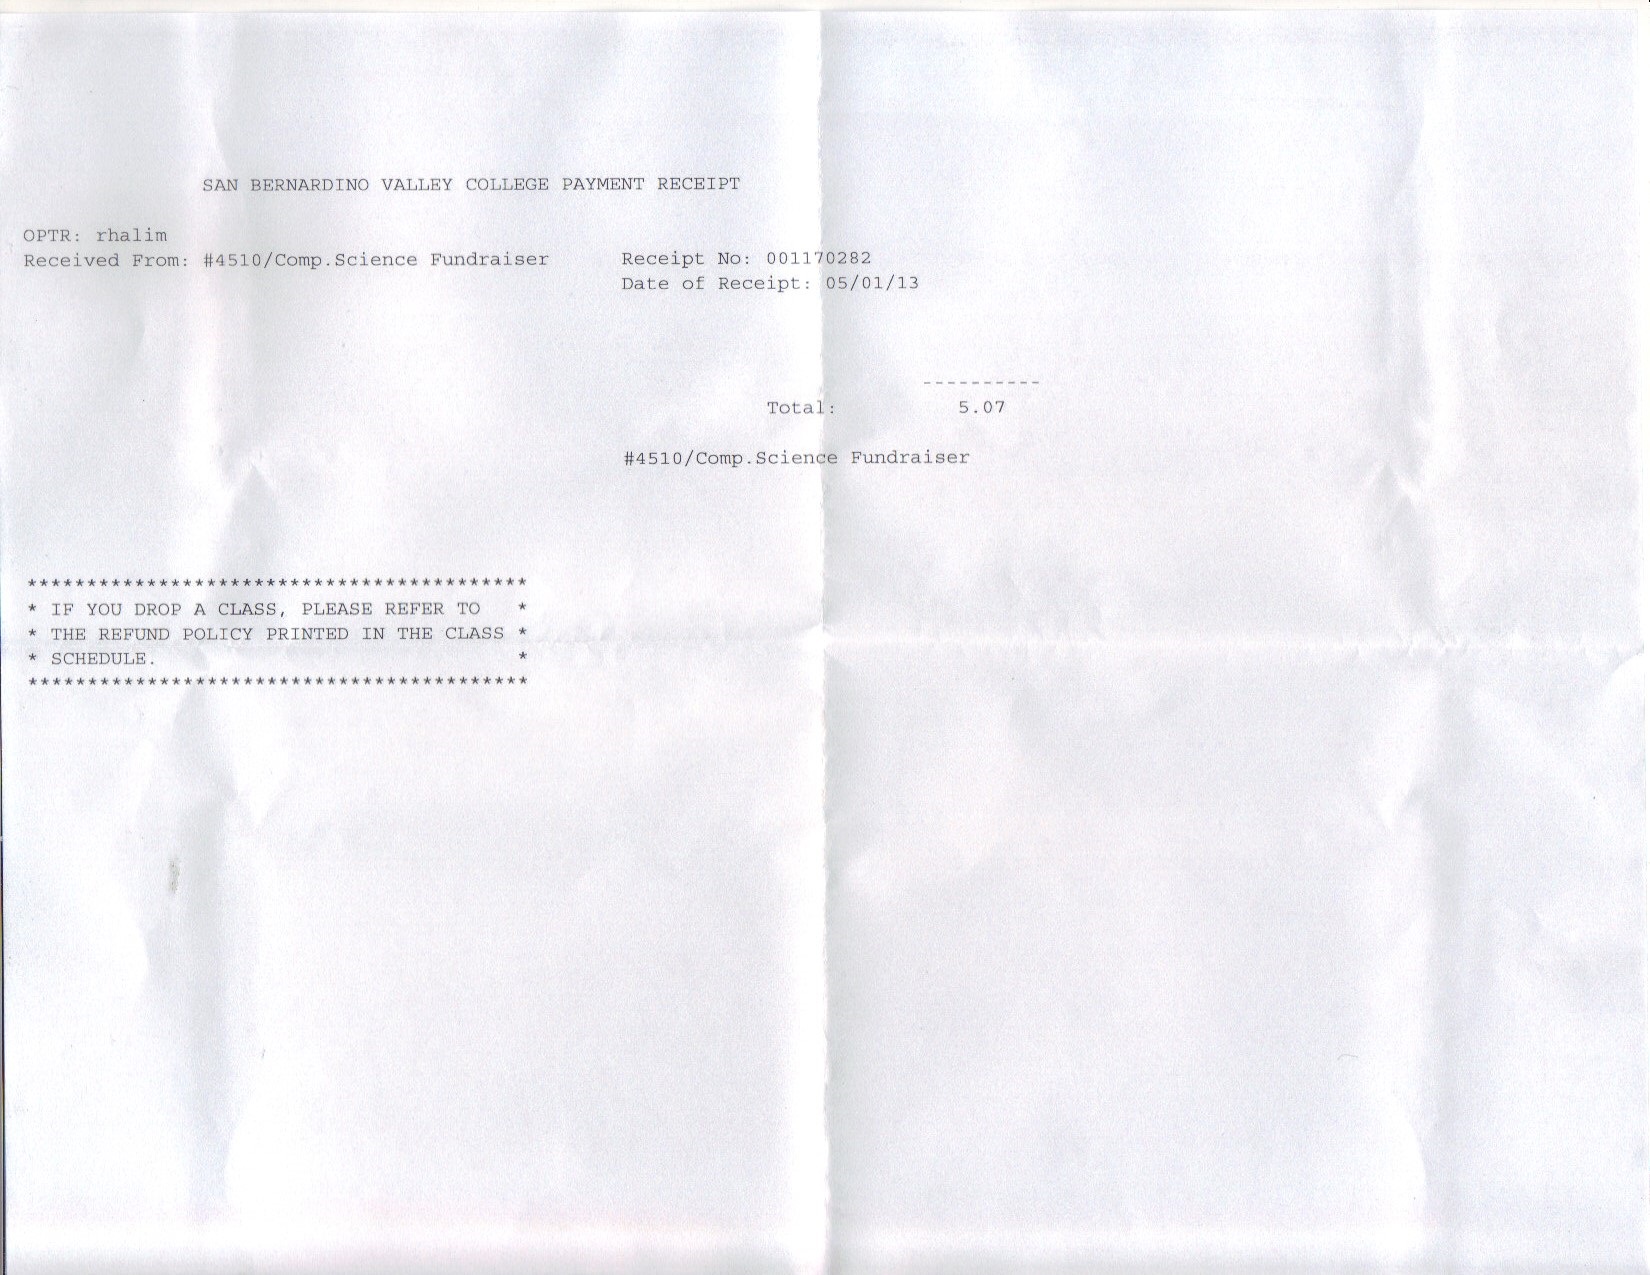 SAN BERNARDINO VALLEY COLLEGE PAYMENT RECEIPT
OPTR: rhalim
Received From: #4510/Comp.Science Fundraiser Receipt No: 001170282
Date of Receipt: 05/01/13
----------
Total: 5.07
#4510/Comp.Science Fundraiser
******************************************
* IF YOU DROP A CLASS, PLEASE REFER TO *
* THE REFUND POLICY PRINTED IN THE CLASS *
* SCHEDULE. *
******************************************